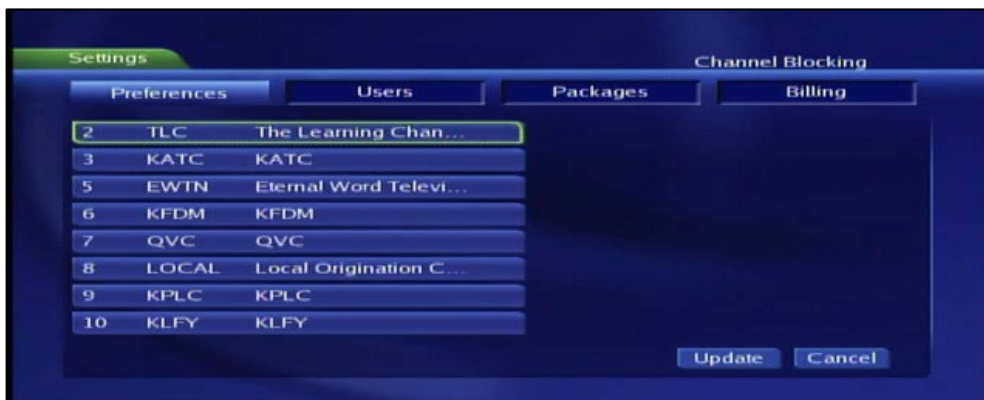 Settings
Channel Blocking
Preferences Users Packages Billing
2 TLC The Learning Chan...
3 KATC KATC
5 EWTN Eternal Word Televi...
6 KFDM KFDM
7 QVC QVC
8 LOCAL Local Origination C...
9 KPLC KPLC
10 KLFY KLFY
Update Cancel